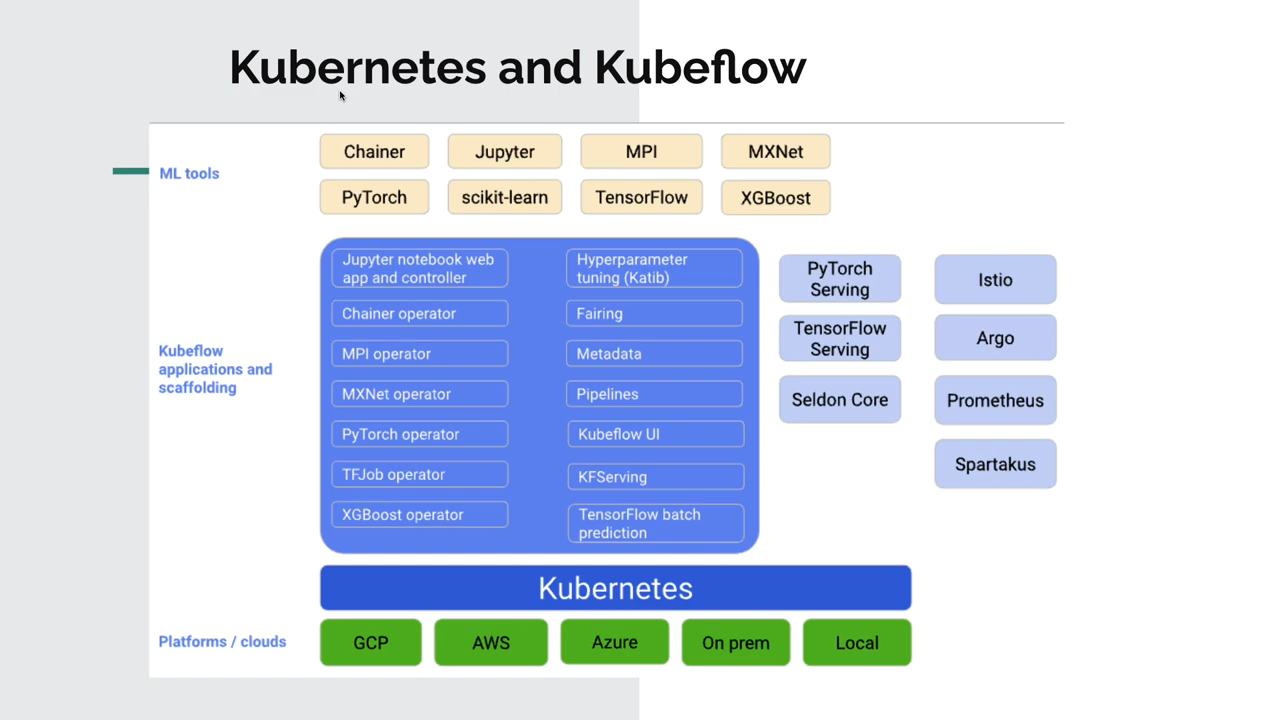 Kubernetes and Kubeflow
ML tools
Chainer
Jupyter
MPI
MXNet
PyTorch
scikit-learn
TensorFlow
XGBoost
Kubeflow
applications and
scaffolding
Jupyter notebook web
app and controller
Chainer operator
MPI operator
MXNet operator
PyTorch operator
TFJob operator
XGBoost operator
Hyperparameter
tuning (Katib)
Fairing
Metadata
Pipelines
Kubeflow UI
KFServing
TensorFlow batch
prediction
PyTorch
Serving
TensorFlow
Serving
Seldon Core
Istio
Argo
Prometheus
Spartakus
Kubernetes
Platforms / clouds
GCP
AWS
Azure
On prem
Local